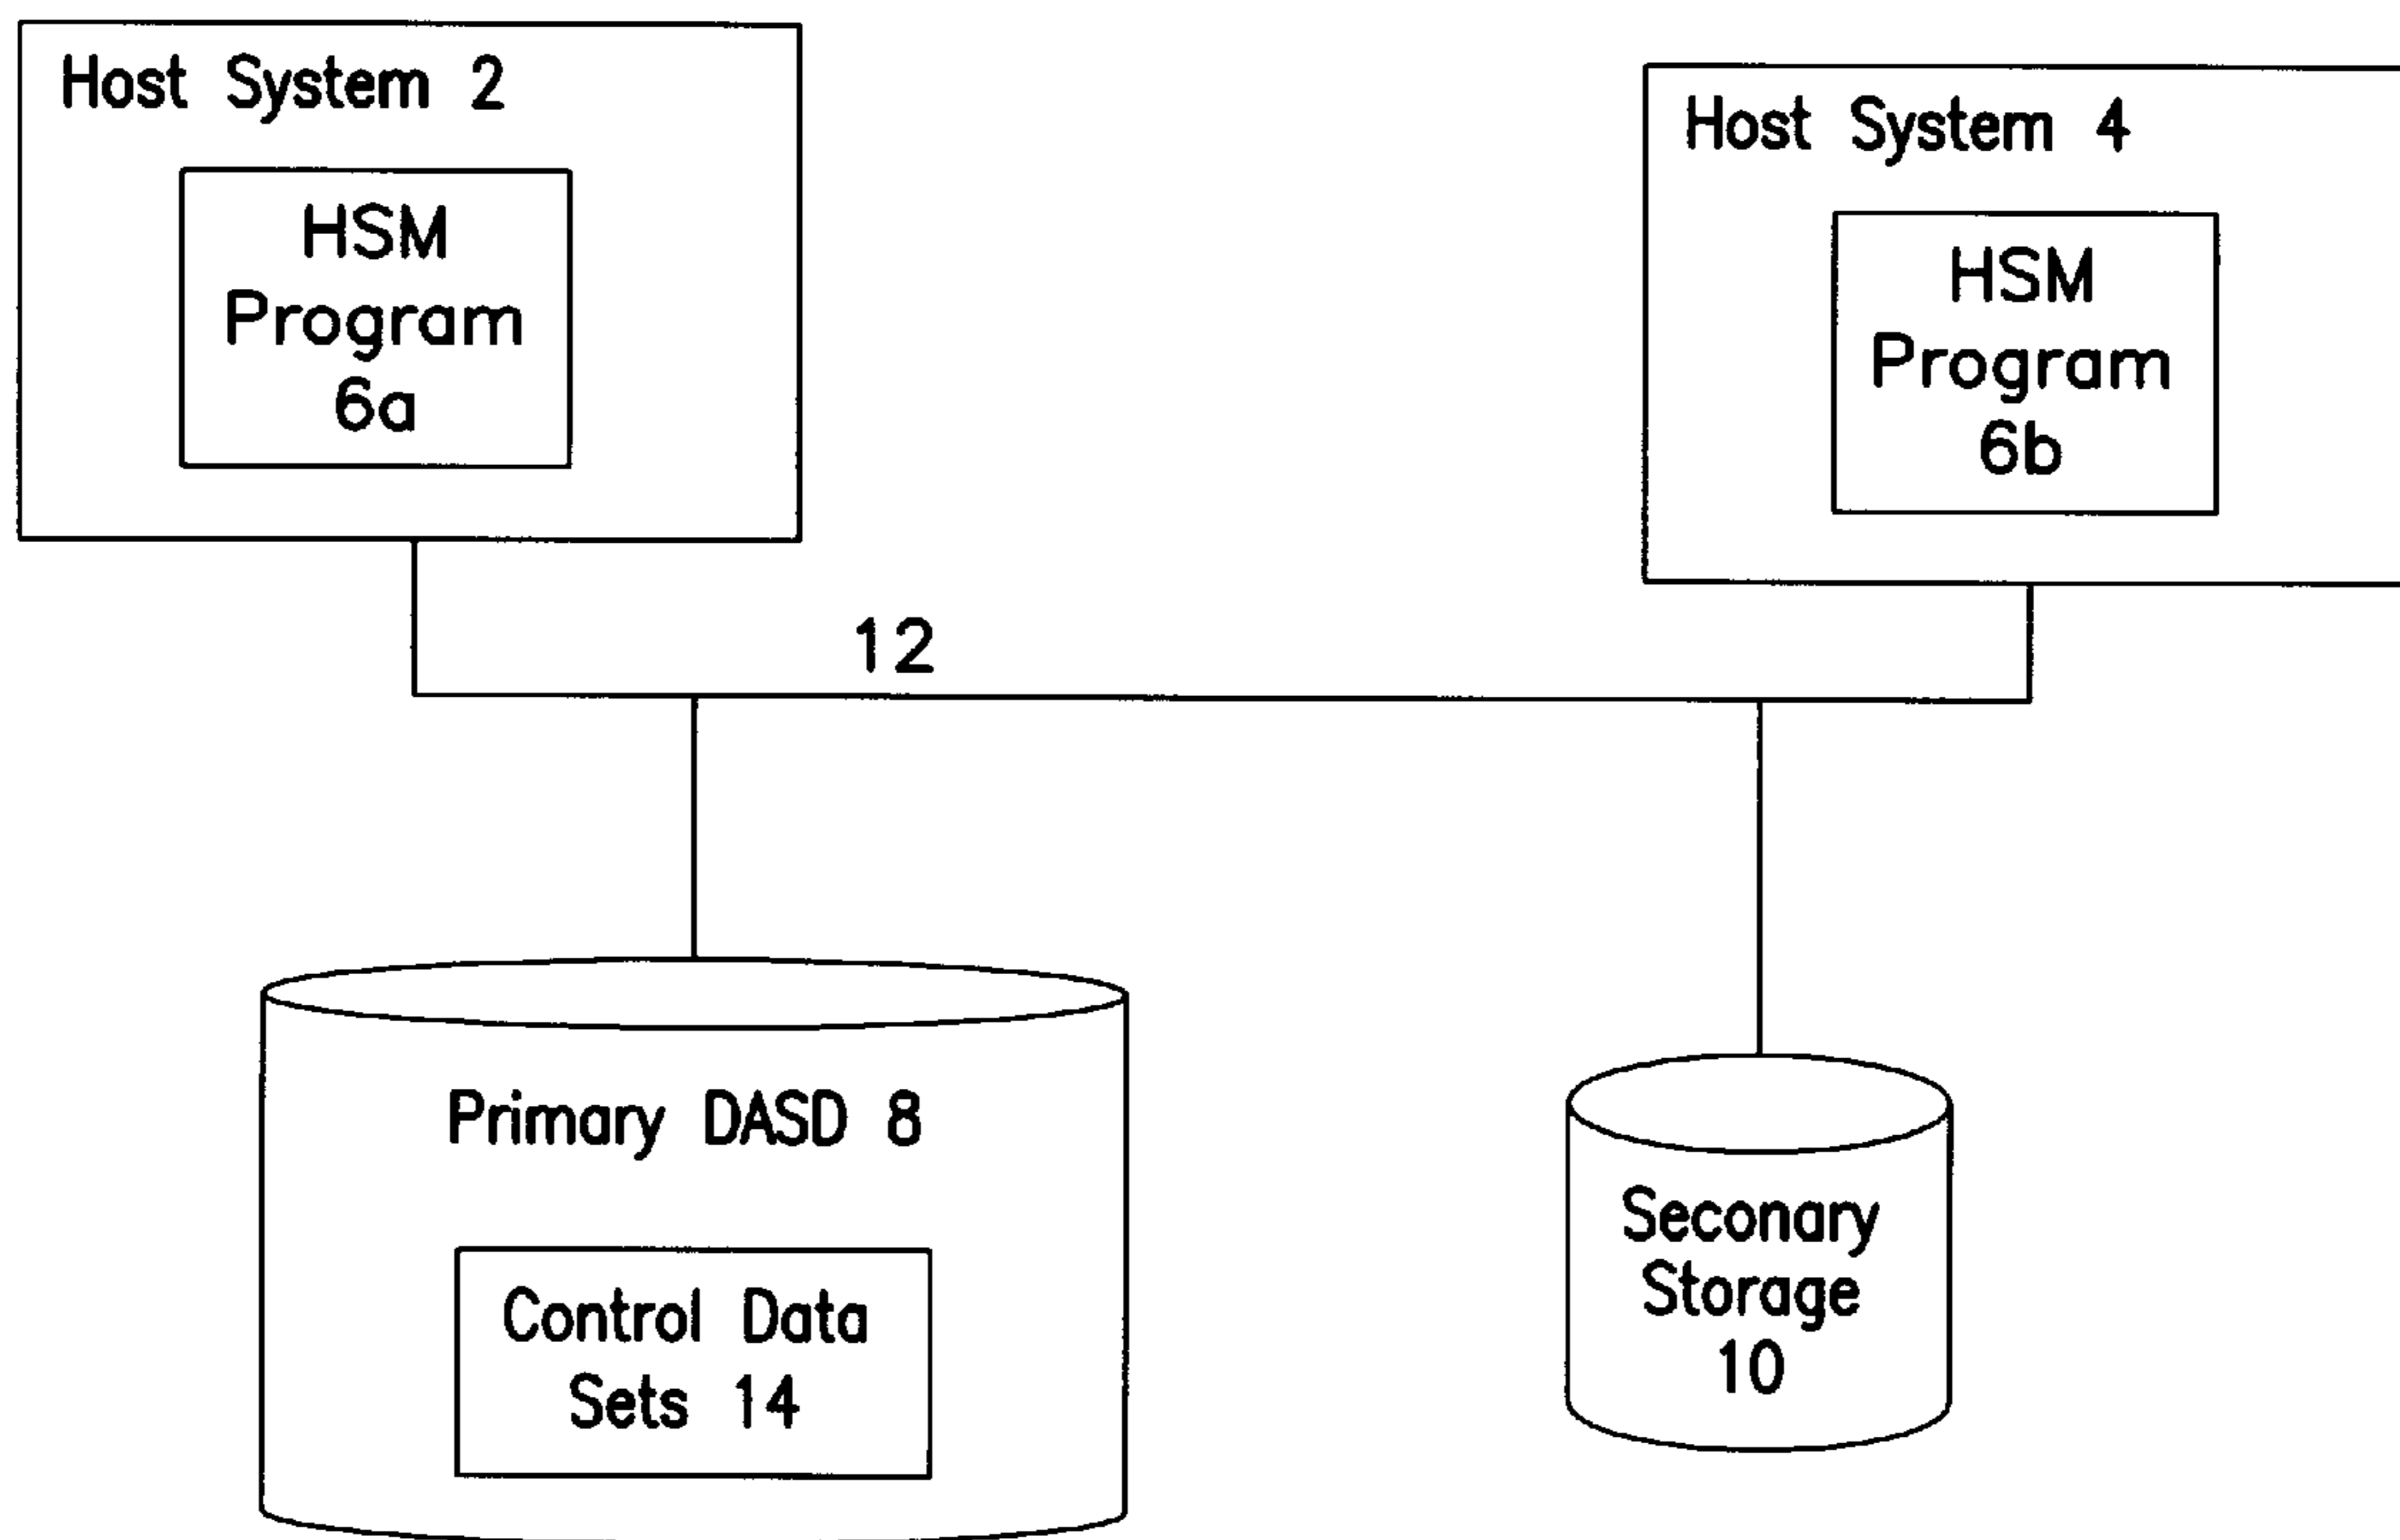 Host System 2
HSM
Program
6a
Host System 4
HSM
Program
6b
12
Primary DASD 8
Control Data
Sets 14
Seconary
Storage
10